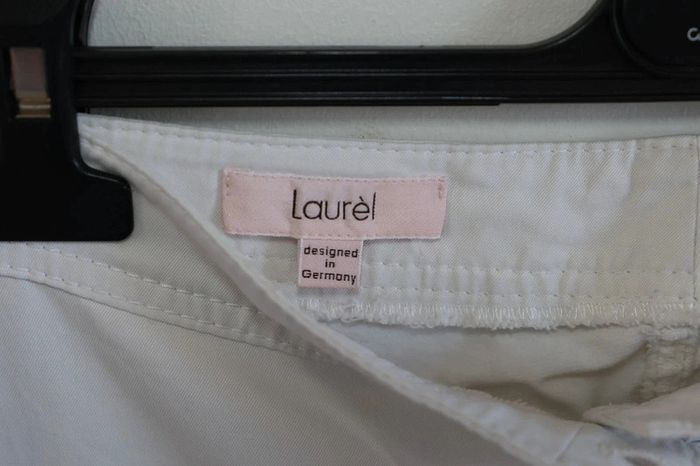 Laurèl
designed
in
Germany